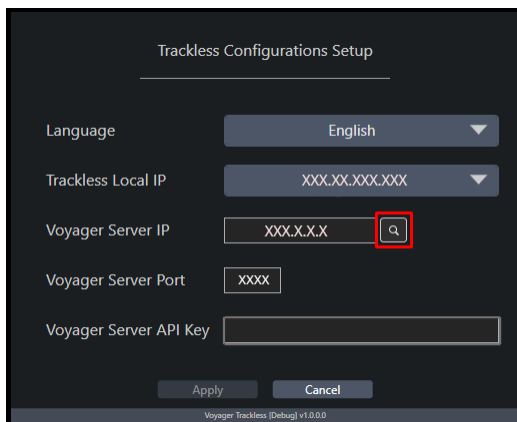 Trackless Configurations Setup
Language English
Trackless Local IP XXX.XX.XXX.XXX
Voyager Server IP XXX.X.X.X
Voyager Server Port XXXX
Voyager Server API Key
Apply Cancel
Voyager Trackless [Debug] v1.0.0.0